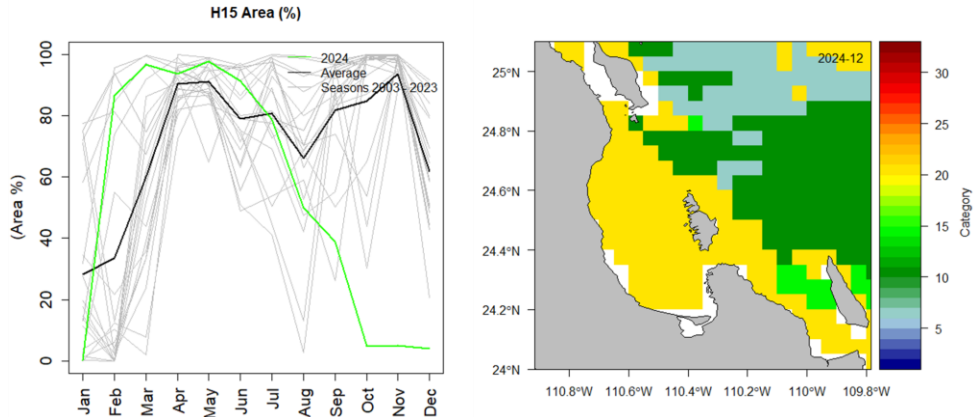 H15 Area (%)
(Area %)
100
80
60
40
20
0
2024
Average
Seasons 2003 - 2023
Jan
Feb
Mar
Apr
May
Jun
Jul
Aug
Sep
Oct
Nov
Dec
2024-12
25°N
24.8°N
24.6°N
24.4°N
24.2°N
24°N
110.8°W
110.6°W
110.4°W
110.2°W
110°W
109.8°W
30
25
20
15
10
5
Category